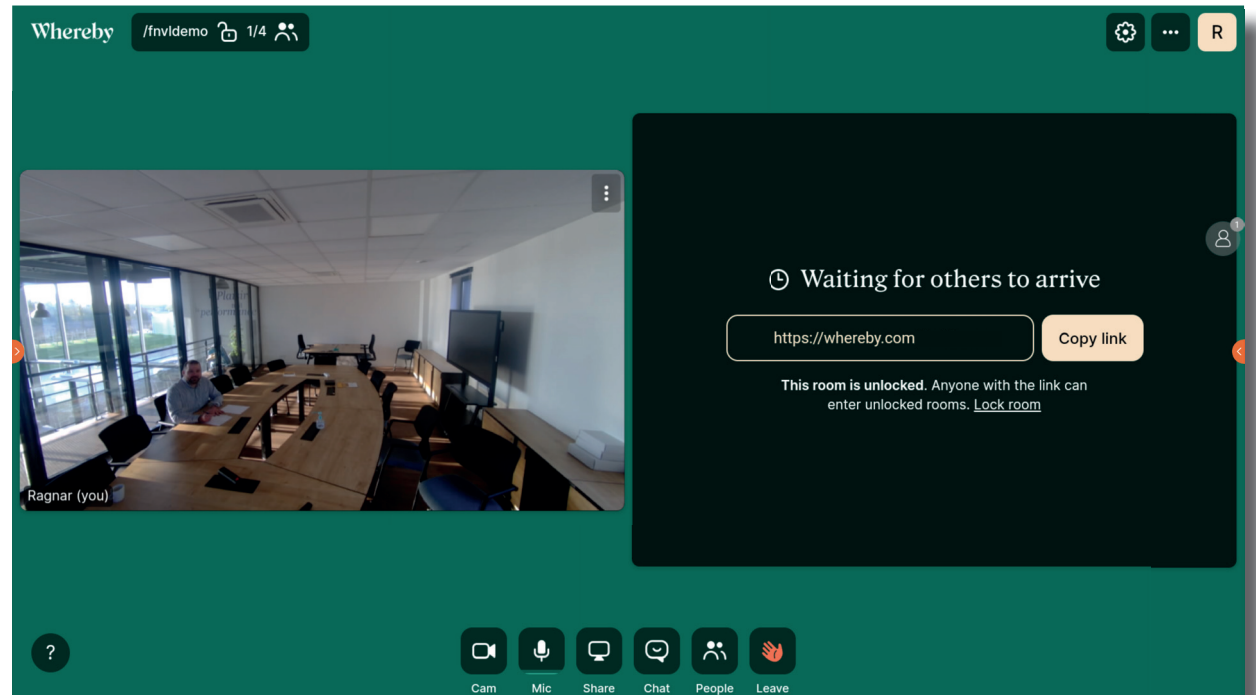 Whereby
/fnvldemo 1/4
R
1
Ragnar (you)
Waiting for others to arrive
https://whereby.com
Copy link
This room is unlocked. Anyone with the link can
enter unlocked rooms. Lock room
?
Cam Mic Share Chat People Leave